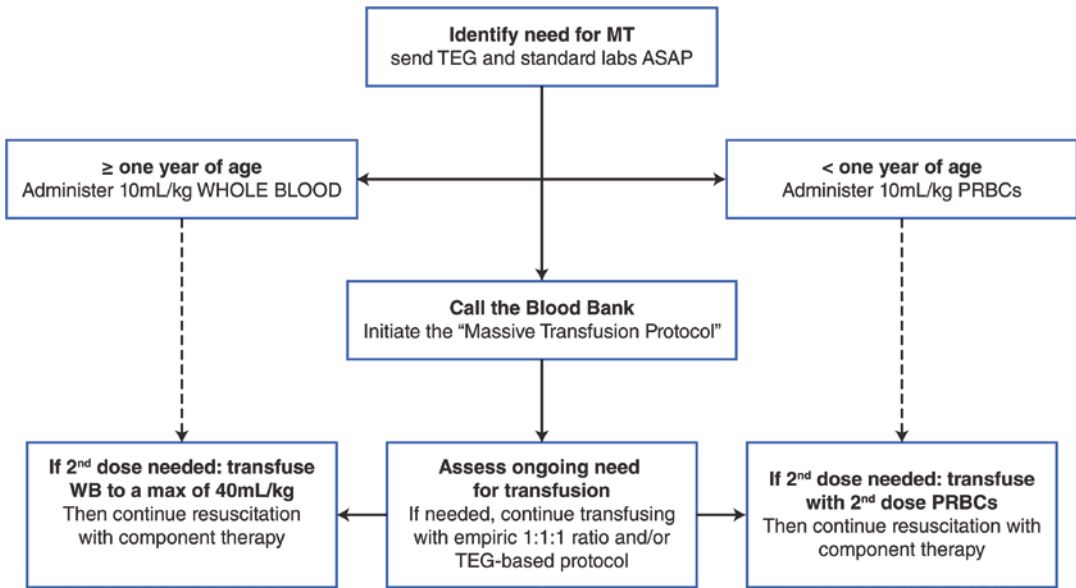 Identify need for MT
send TEG and standard labs ASAP
≥ one year of age
Administer 10mL/kg WHOLE BLOOD
< one year of age
Administer 10mL/kg PRBCs
Call the Blood Bank
Initiate the “Massive Transfusion Protocol”
If 2nd dose needed: transfuse
WB to a max of 40mL/kg
Then continue resuscitation
with component therapy
Assess ongoing need
for transfusion
If needed, continue transfusing
with empiric 1:1:1 ratio and/or
TEG-based protocol
If 2nd dose needed: transfuse
with 2nd dose PRBCs
Then continue resuscitation with
component therapy